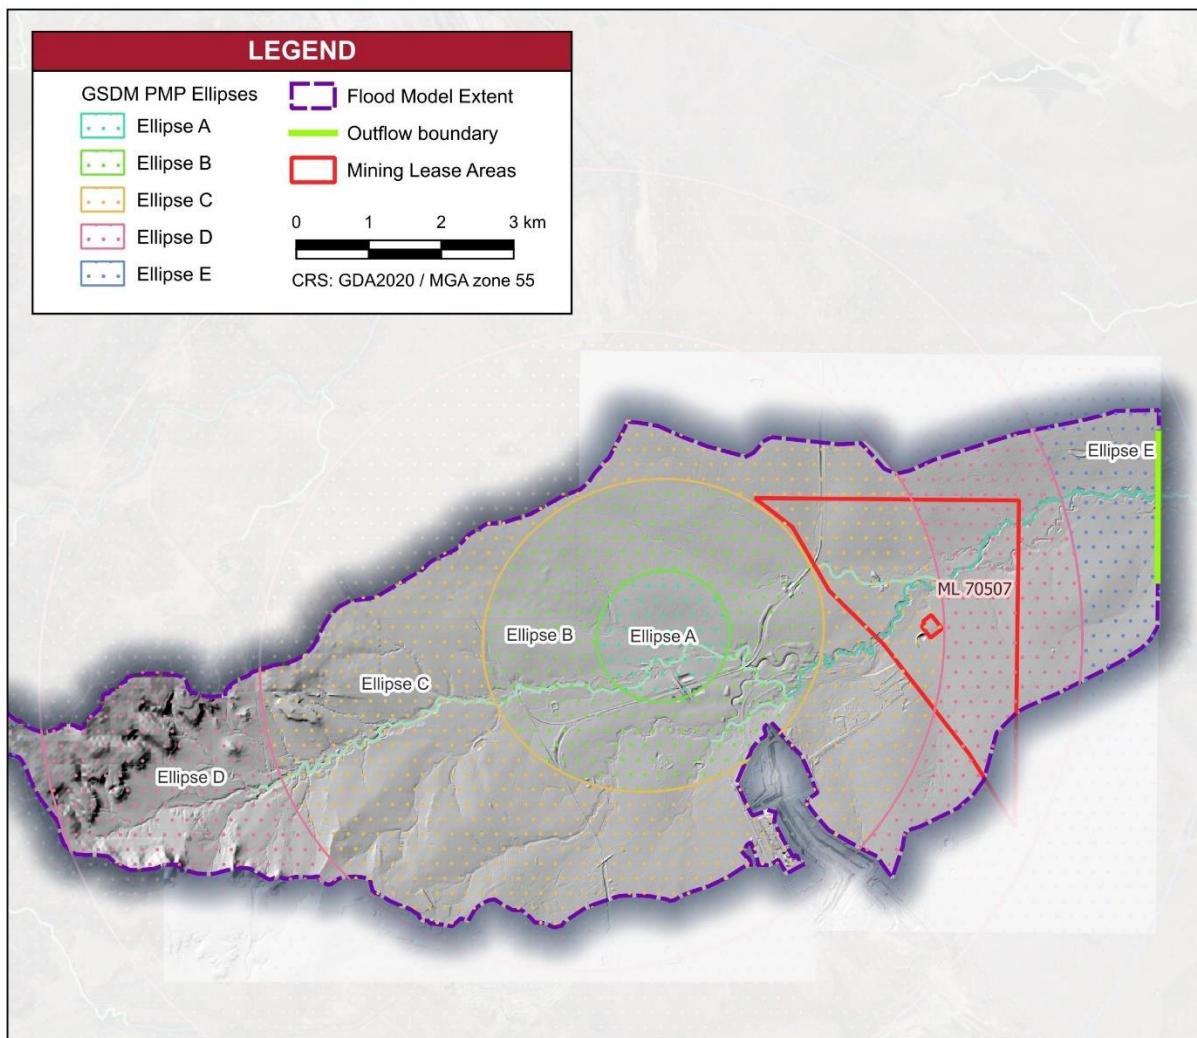 LEGEND
GSDM PMP Ellipses
Ellipse A
Ellipse B
Ellipse C
Ellipse D
Ellipse E
Flood Model Extent
Outflow boundary
Mining Lease Areas
0 1 2 3 km
CRS: GDA2020 / MGA zone 55
Ellipse E
ML 70507
Ellipse B
Ellipse A
Ellipse C
Ellipse D